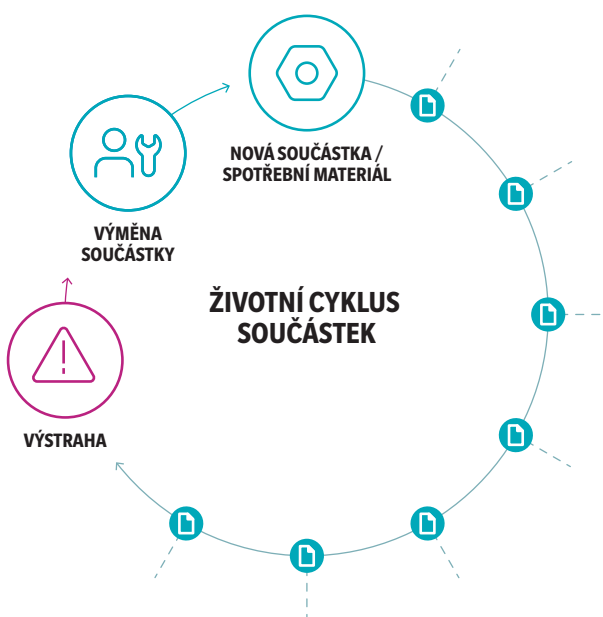 NOVÁ SOUČÁSTKA /
SPOTŘEBNÍ MATERIÁL
VÝMĚNA
SOUČÁSTKY
ŽIVOTNÍ CYKLUS
SOUČÁSTEK
VÝSTRAHA